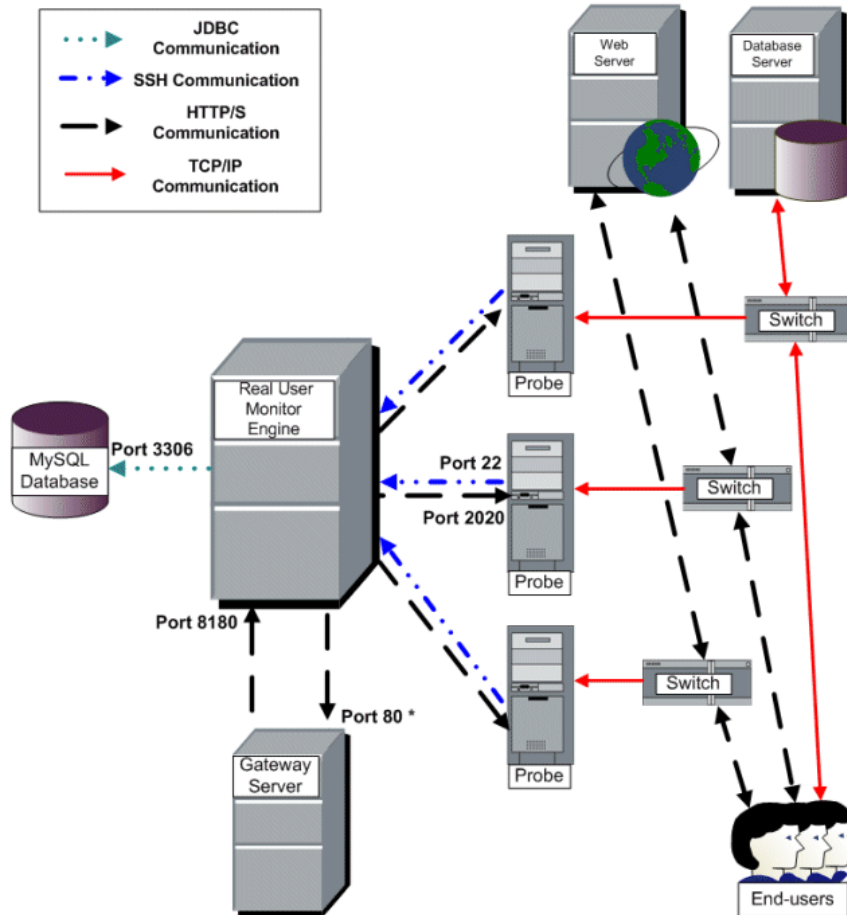 JDBC
Communication
SSH Communication
HTTP/S
Communication
TCP/IP
Communication
Web
Server
Database
Server
Switch
Probe
Real User
Monitor
Engine
Port 3306
MySQL
Database
Port 22
Port 2020
Switch
Probe
Port 8180
Port 80 *
Switch
Probe
Gateway
Server
End-users